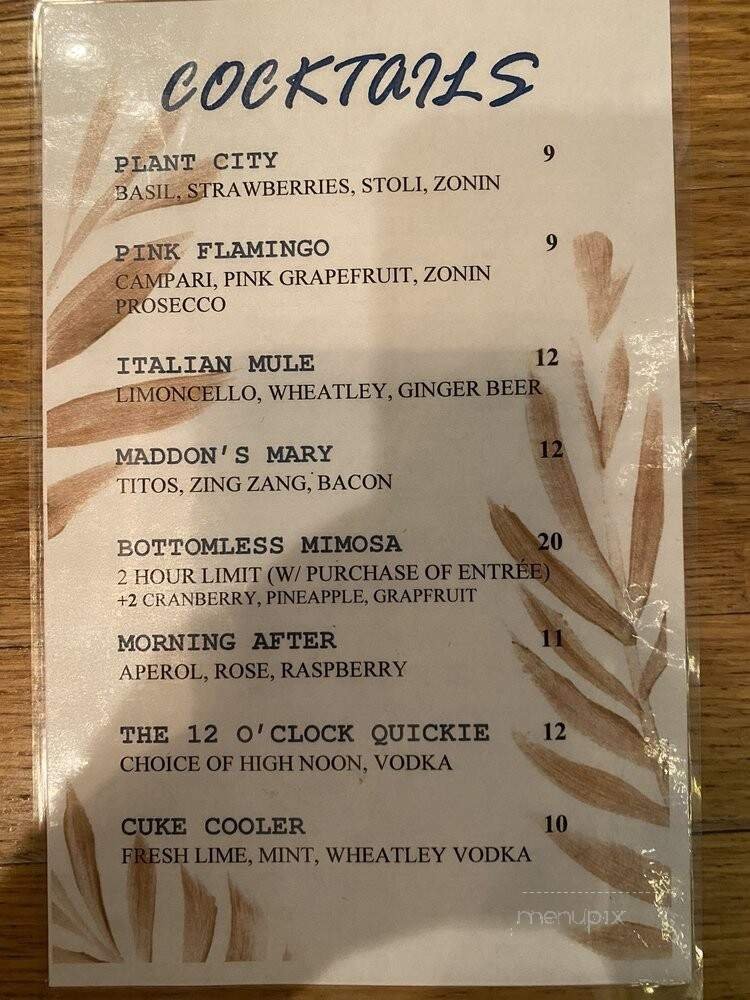 COCKTAILS
PLANT CITY 9
BASIL, STRAWBERRIES, STOLI, ZONIN
PINK FLAMINGO 9
CAMPARI, PINK GRAPEFRUIT, ZONIN
PROSECCO
ITALIAN MULE 12
LIMONCELLO, WHEATLEY, GINGER BEER
MADDON'S MARY 12
TITOS, ZING ZANG, BACON
BOTTOMLESS MIMOSA 20
2 HOUR LIMIT (W/ PURCHASE OF ENTRÉE)
+2 CRANBERRY, PINEAPPLE, GRAPFRUIT
MORNING AFTER 11
APEROL, ROSE, RASPBERRY
THE 12 O'CLOCK QUICKIE 12
CHOICE OF HIGH NOON, VODKA
CUKE COOLER 10
FRESH LIME, MINT, WHEATLEY VODKA
menupix